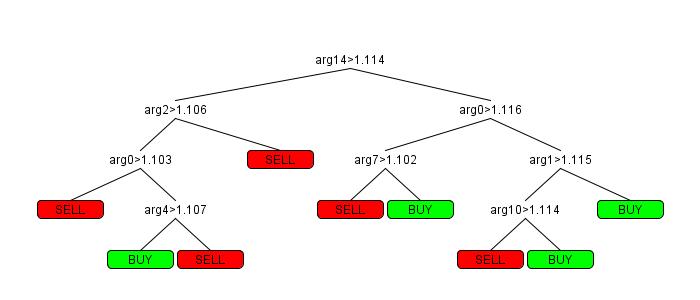 arg14>1.114
arg2>1.106
arg0>1.116
arg0>1.103
SELL
arg7>1.102
arg1>1.115
SELL
arg4>1.107
SELL
BUY
arg10>1.114
BUY
BUY
SELL
SELL
BUY